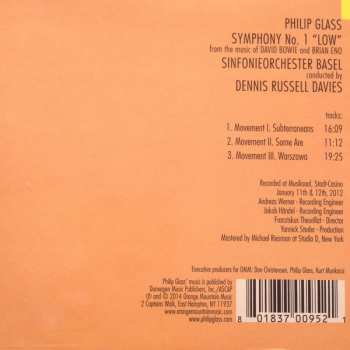 PHILIP GLASS
SYMPHONY No. 1 "LOW"
from the music of DAVID BOWIE and BRIAN ENO
SINFONIEORCHESTER BASEL
conducted by
DENNIS RUSSELL DAVIES
tracks:
1. Movement I. Subterraneans 16:09
2. Movement II. Some Are 11:12
3. Movement III. Warszawa 19:25
Recorded at Musiksaal, Stadt-Casino
January 11th & 12th, 2012
Andreas Werner - Recording Engineer
Jakob Händel - Recording Engineer
Franziskus Theurillat - Director
Yannick Studer - Production
Mastered by Michael Riesman at Studio D, New York
Executive producers for OMM: Don Christensen, Philip Glass, Kurt Munkacsi
Philip Glass' music is published by
Dunvagen Music Publishers, Inc./ASCAP
℗ and © 2014 Orange Mountain Music
2 Captains Walk, East Hampton, NY 11937
www.orangemountainmusic.com
www.philipglass.com
8 01837 00952 1